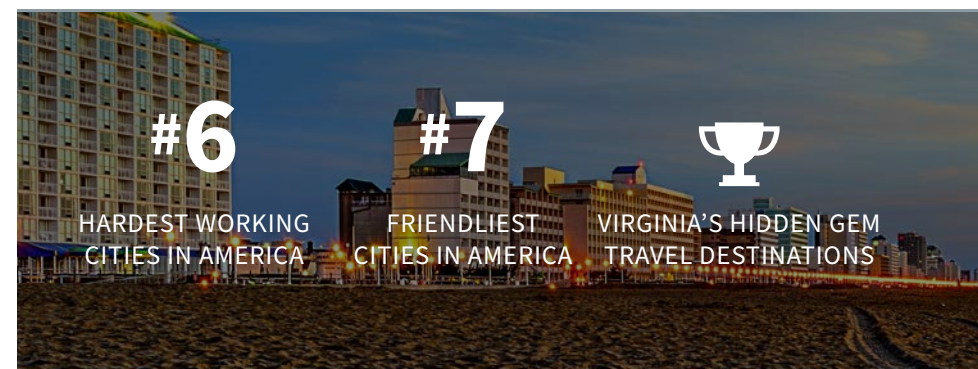 #6
HARDEST WORKING
CITIES IN AMERICA
#7
FRIENDLIEST
CITIES IN AMERICA
VIRGINIA'S HIDDEN GEM
TRAVEL DESTINATIONS